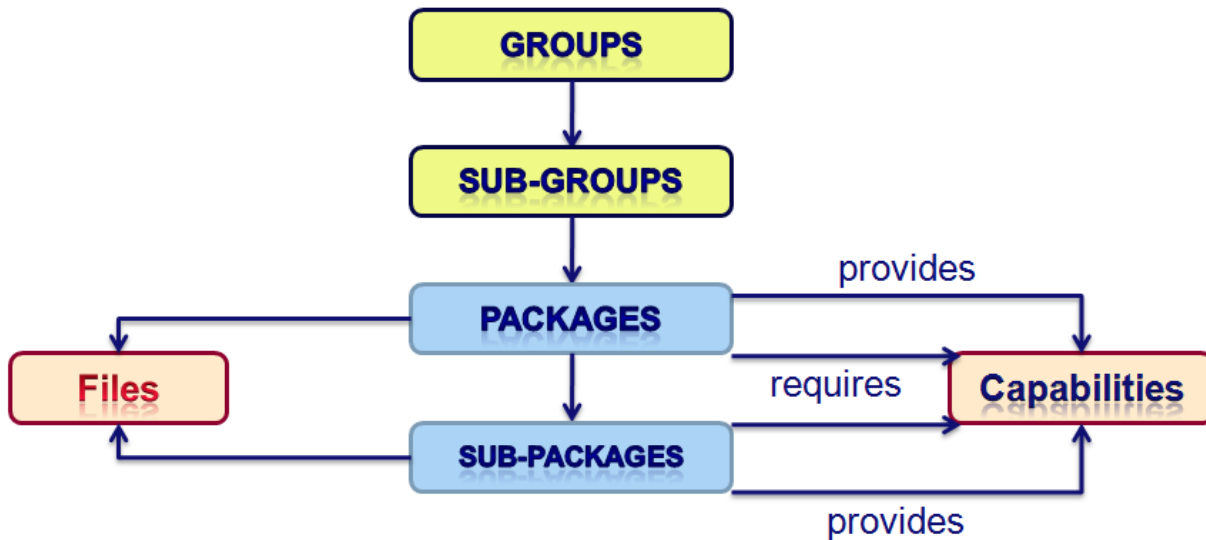 GROUPS
SUB-GROUPS
provides
PACKAGES
Files
requires
Capabilities
SUB-PACKAGES
provides